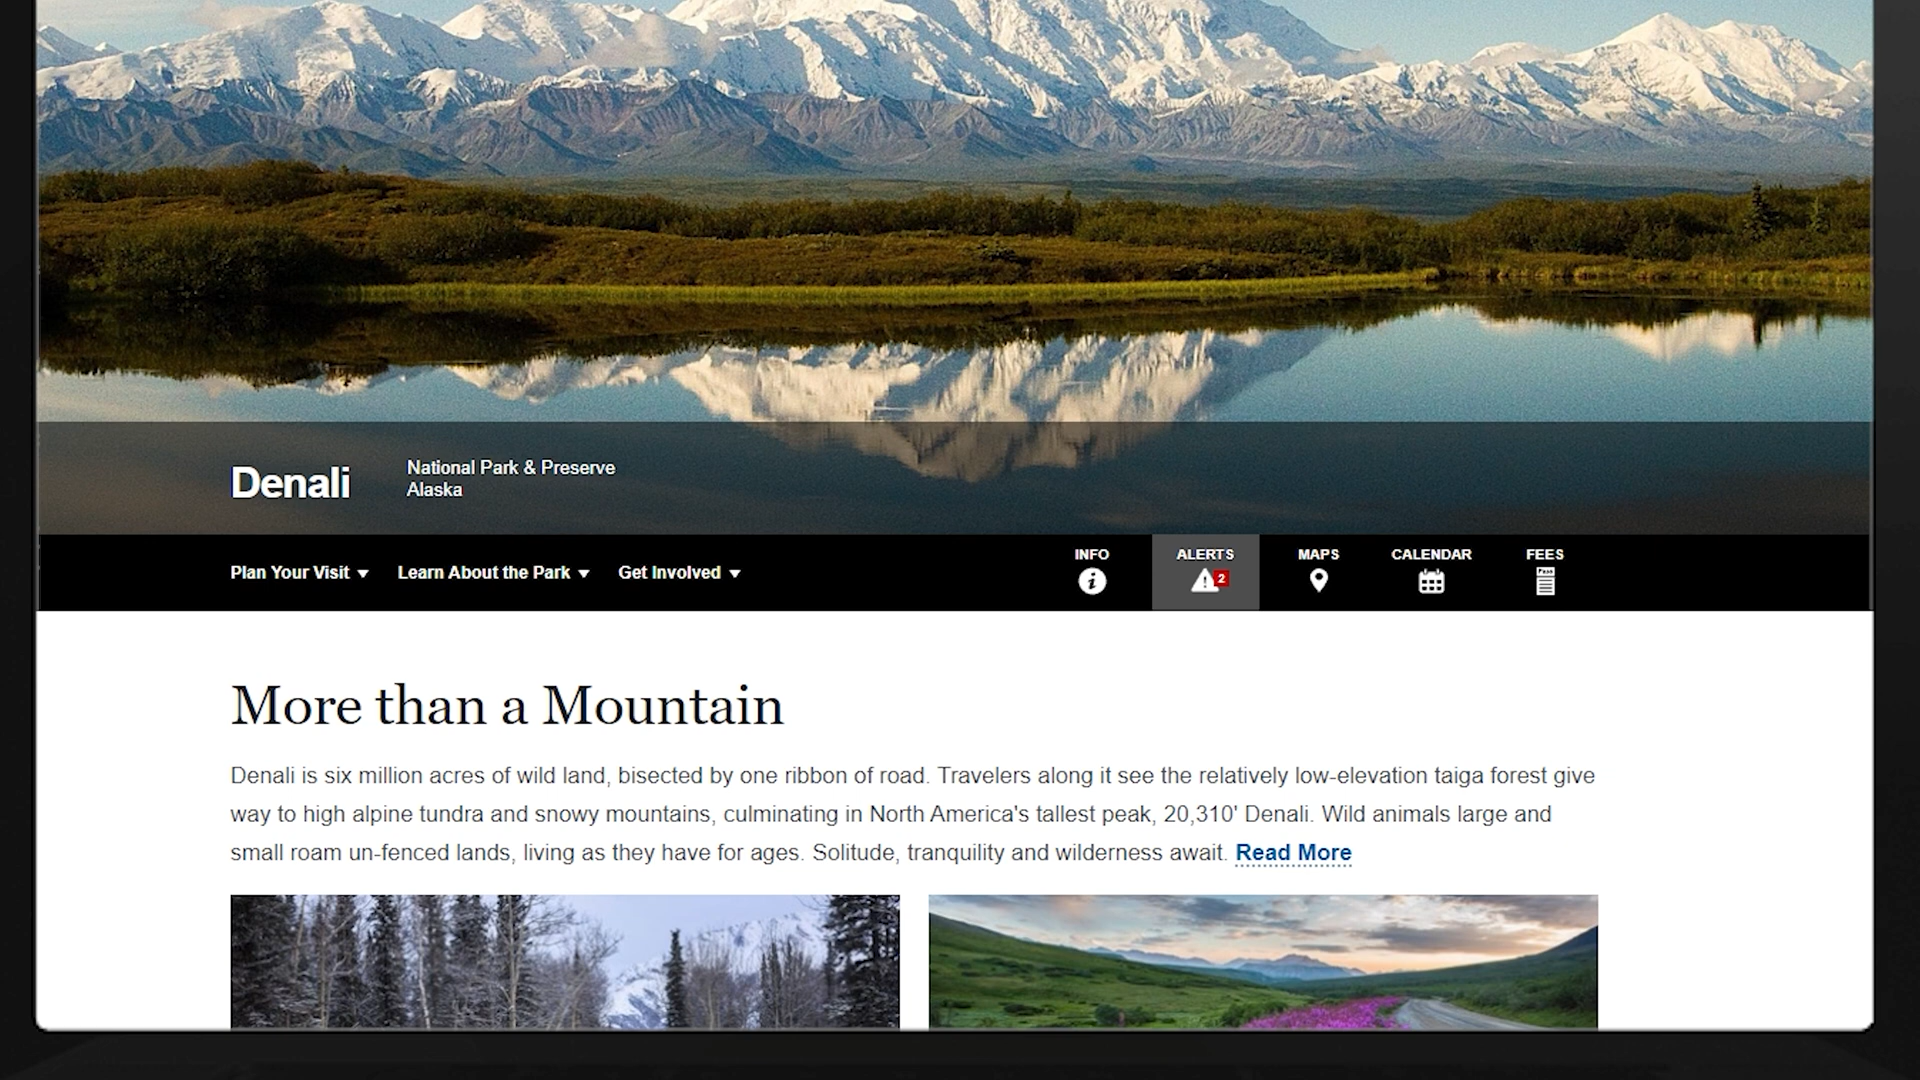 Denali
National Park & Preserve
Alaska
Plan Your Visit
Learn About the Park
Get Involved
INFO
ALERTS
2
MAPS
CALENDAR
FEES
More than a Mountain
Denali is six million acres of wild land, bisected by one ribbon of road. Travelers along it see the relatively low-elevation taiga forest give
way to high alpine tundra and snowy mountains, culminating in North America's tallest peak, 20,310' Denali. Wild animals large and
small roam un-fenced lands, living as they have for ages. Solitude, tranquility and wilderness await. Read More